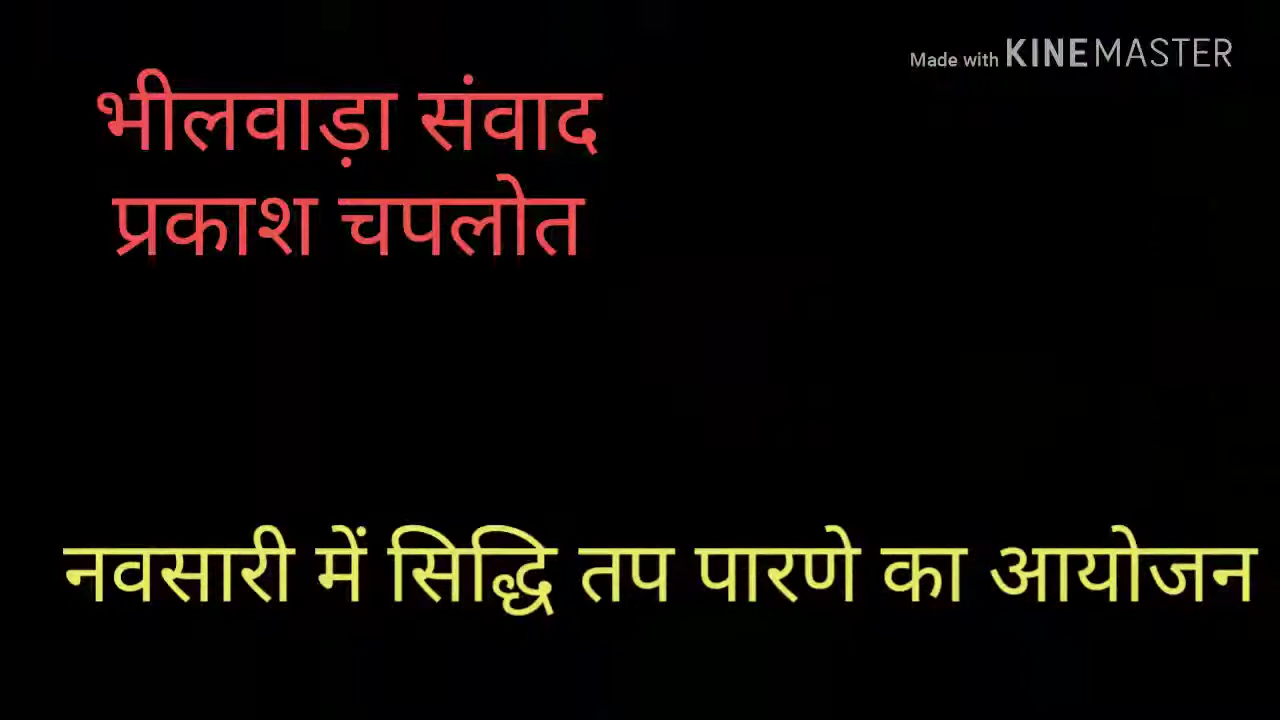 Made with KINEMASTER
भीलवाड़ा संवाद
प्रकाश चपलोत
नवसारी में सिद्धि तप पारणे का आयोजन